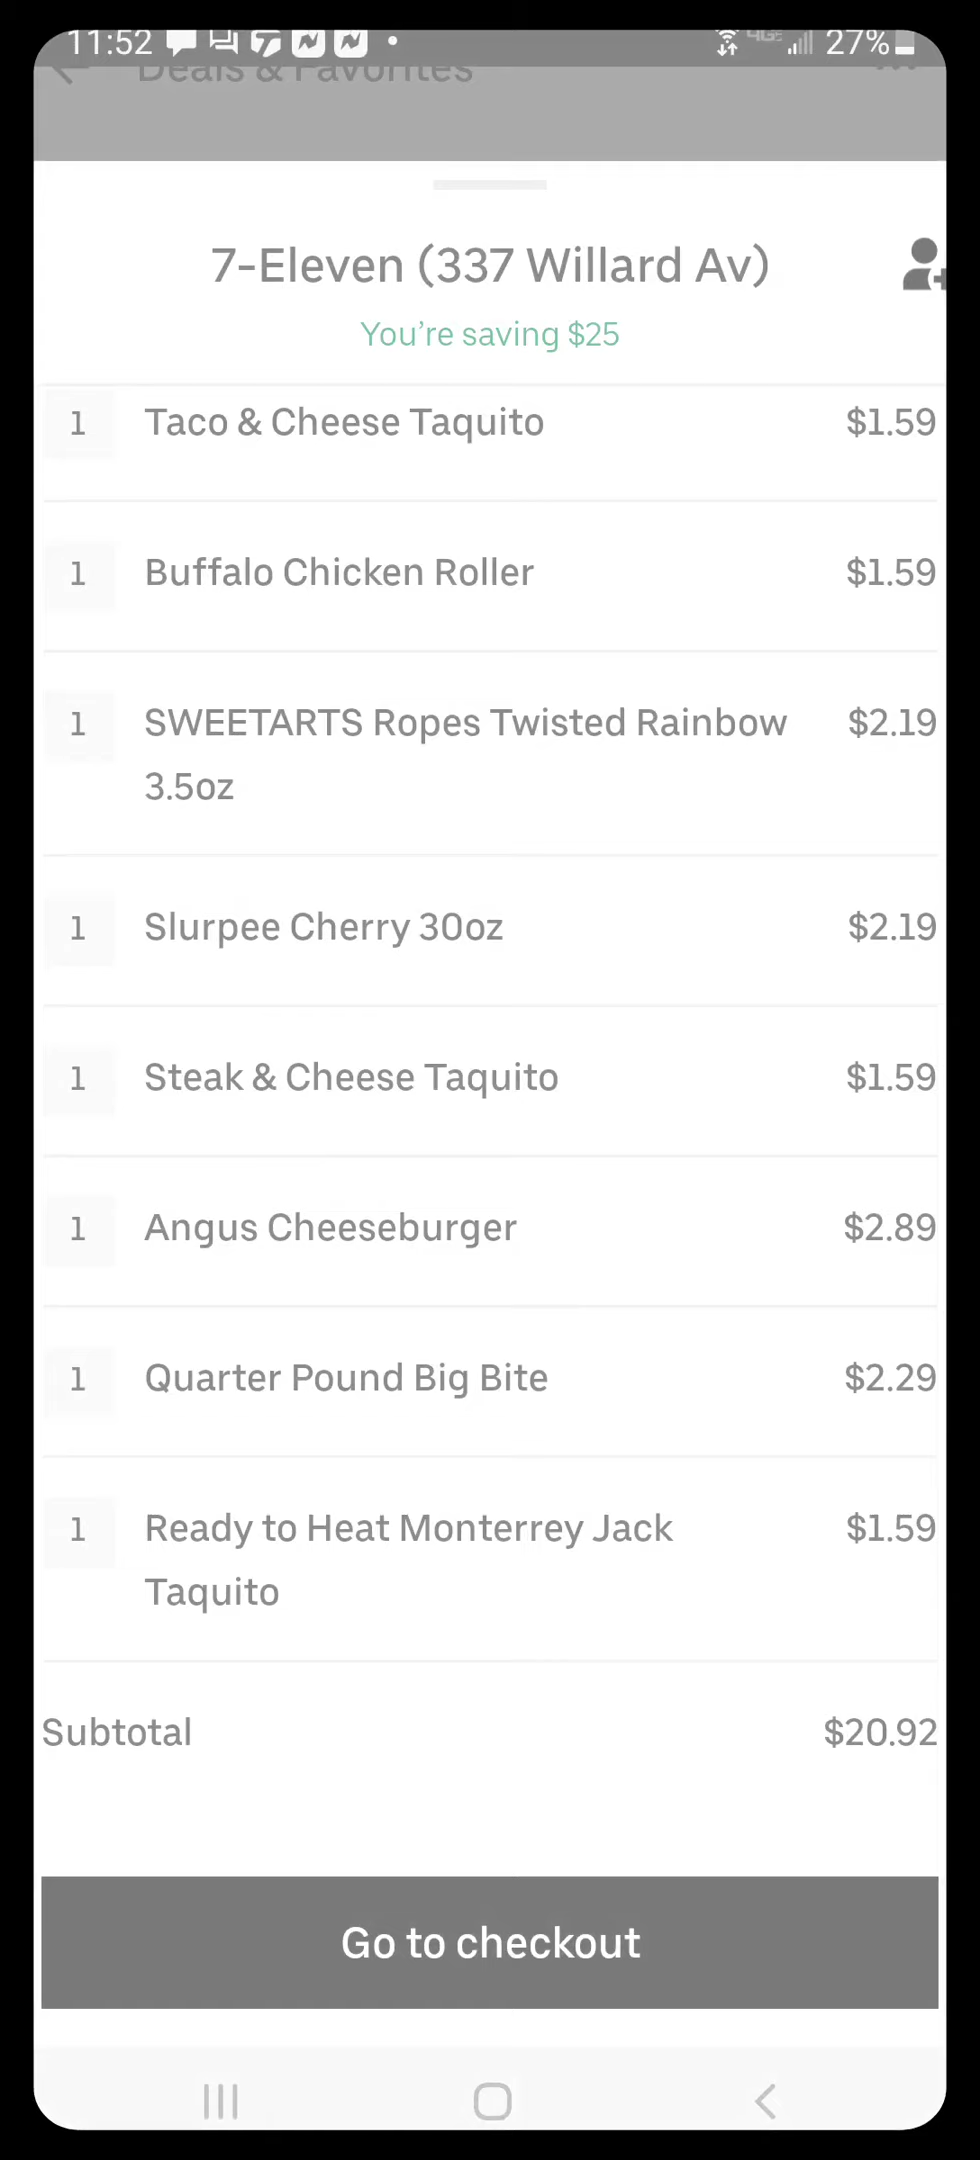 11:52 27%
Deals & Favorites
7-Eleven (337 Willard Av)
You're saving $25
1 Taco & Cheese Taquito $1.59
1 Buffalo Chicken Roller $1.59
1 SWEETARTS Ropes Twisted Rainbow $2.19
3.5oz
1 Slurpee Cherry 30oz $2.19
1 Steak & Cheese Taquito $1.59
1 Angus Cheeseburger $2.89
1 Quarter Pound Big Bite $2.29
1 Ready to Heat Monterrey Jack $1.59
Taquito
Subtotal $20.92
Go to checkout